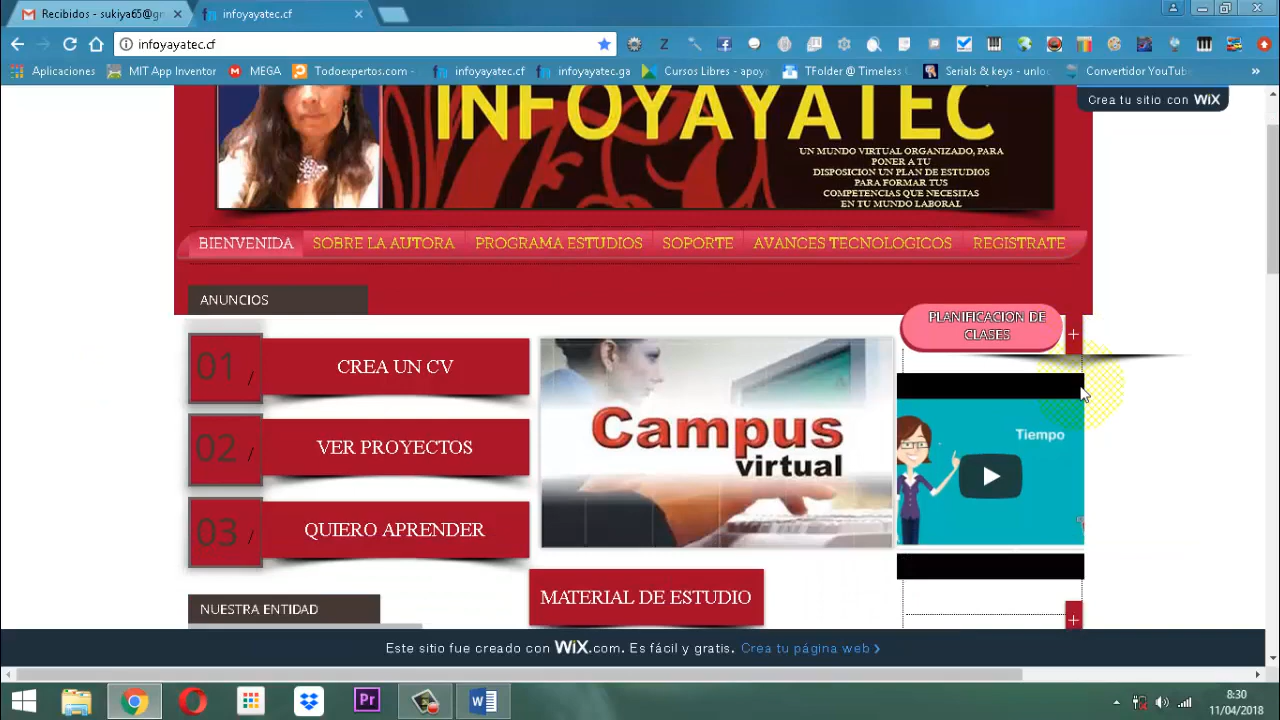 Recibidos - sukiya65@gm
infoyayatec.cf
infoyayatec.cf
Aplicaciones
MIT App Inventor
MEGA
Todoexpertos.com -
infoyayatec.cf
infoyayatec.ga
Cursos Libres - apoy
TFolder @ Timeless
Serials & keys - unloc
Convertidor YouTub
»
Crea tu sitio con WiX
INFOYAYATEC
UN MUNDO VIRTUAL ORGANIZADO, PARA
PONER A TU
DISPOSICION UN PLAN DE ESTUDIOS
PARA FORMAR TUS
COMPETENCIAS QUE NECESITAS
EN TU MUNDO LABORAL
BIENVENIDA SOBRE LA AUTORA PROGRAMA ESTUDIOS SOPORTE AVANCES TECNOLOGICOS REGISTRATE
ANUNCIOS
PLANIFICACION DE
CLASES
+
01 /
CREA UN CV
02 /
VER PROYECTOS
03 /
QUIERO APRENDER
Campus
virtual
Tiempo
MATERIAL DE ESTUDIO
NUESTRA ENTIDAD
+
Este sitio fue creado con WiX.com. Es fácil y gratis. Crea tu página web ›
Pr
8:30
11/04/2018